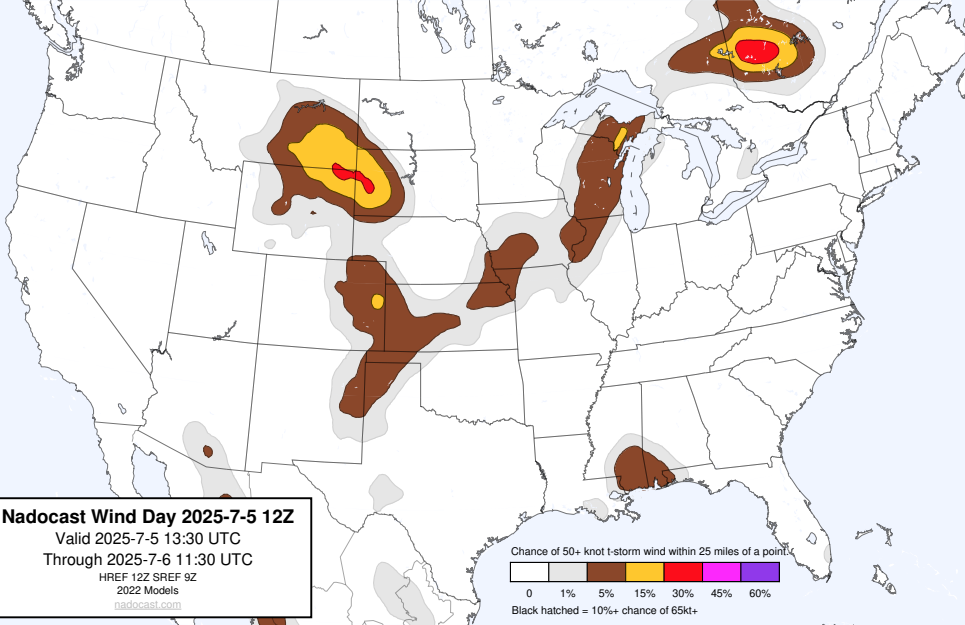 Nadocast Wind Day 2025-7-5 12Z
Valid 2025-7-5 13:30 UTC
Through 2025-7-6 11:30 UTC
HREF 12Z SREF 9Z
2022 Models
nadocast.com
Chance of 50+ knot t-storm wind within 25 miles of a point.
0 1% 5% 15% 30% 45% 60%
Black hatched = 10%+ chance of 65kt+